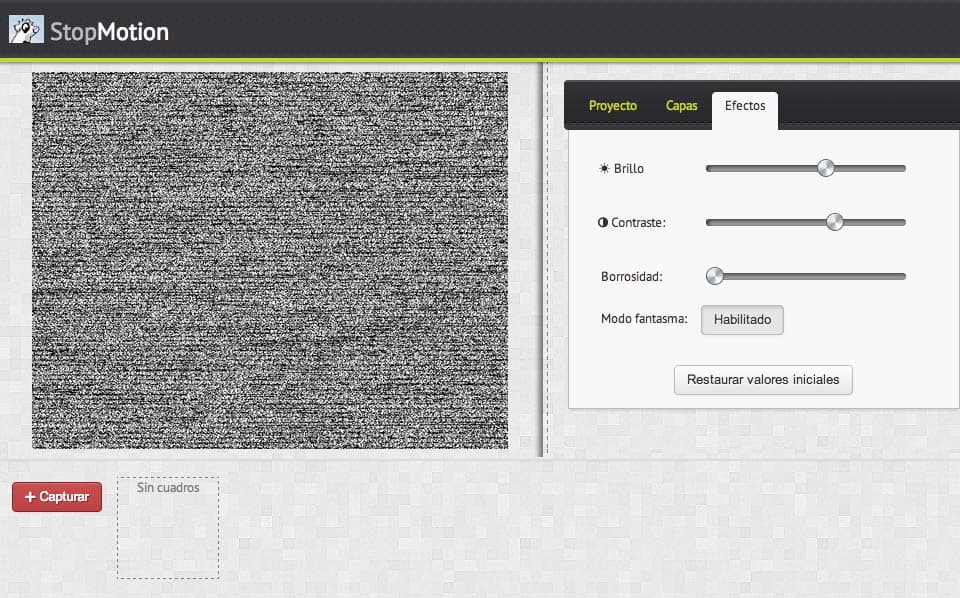 StopMotion
Proyecto Capas Efectos
Brillo
Contraste:
Borrosidad:
Modo fantasma: Habilitado
Restaurar valores iniciales
+ Capturar
Sin cuadros